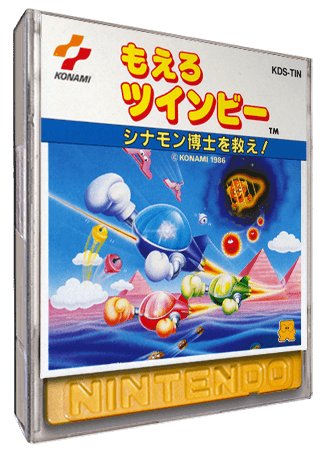 KONAMI
KDS-TIN
もえろ
ツインビー
TM
シナモン博士を救え!
© KONAMI 1986
NINTENDO